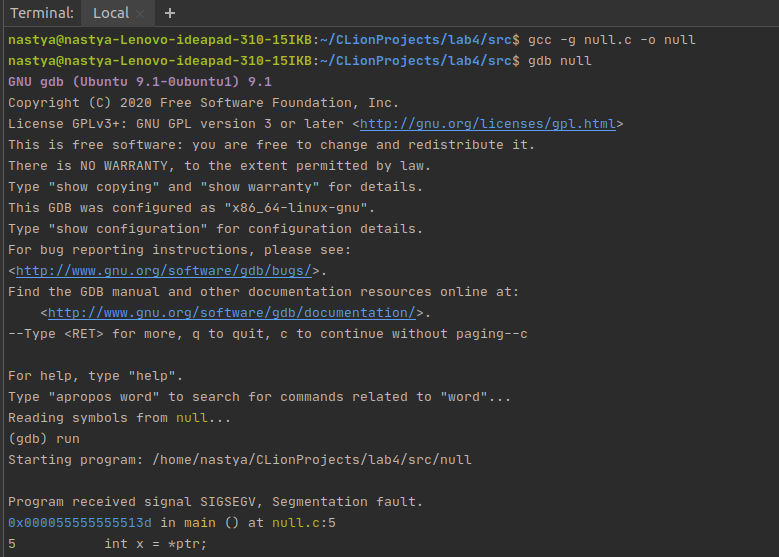 Terminal: Local × +
nastya@nastya-Lenovo-ideapad-310-15IKB:~/CLionProjects/lab4/src$ gcc -g null.c -o null
nastya@nastya-Lenovo-ideapad-310-15IKB:~/CLionProjects/lab4/src$ gdb null
GNU gdb (Ubuntu 9.1-0ubuntu1) 9.1
Copyright (C) 2020 Free Software Foundation, Inc.
License GPLv3+: GNU GPL version 3 or later <http://gnu.org/licenses/gpl.html>
This is free software: you are free to change and redistribute it.
There is NO WARRANTY, to the extent permitted by law.
Type "show copying" and "show warranty" for details.
This GDB was configured as "x86_64-linux-gnu".
Type "show configuration" for configuration details.
For bug reporting instructions, please see:
<http://www.gnu.org/software/gdb/bugs/>.
Find the GDB manual and other documentation resources online at:
    <http://www.gnu.org/software/gdb/documentation/>.
--Type <RET> for more, q to quit, c to continue without paging--c

For help, type "help".
Type "apropos word" to search for commands related to "word"...
Reading symbols from null...
(gdb) run
Starting program: /home/nastya/CLionProjects/lab4/src/null

Program received signal SIGSEGV, Segmentation fault.
0x000055555555513d in main () at null.c:5
5           int x = *ptr;